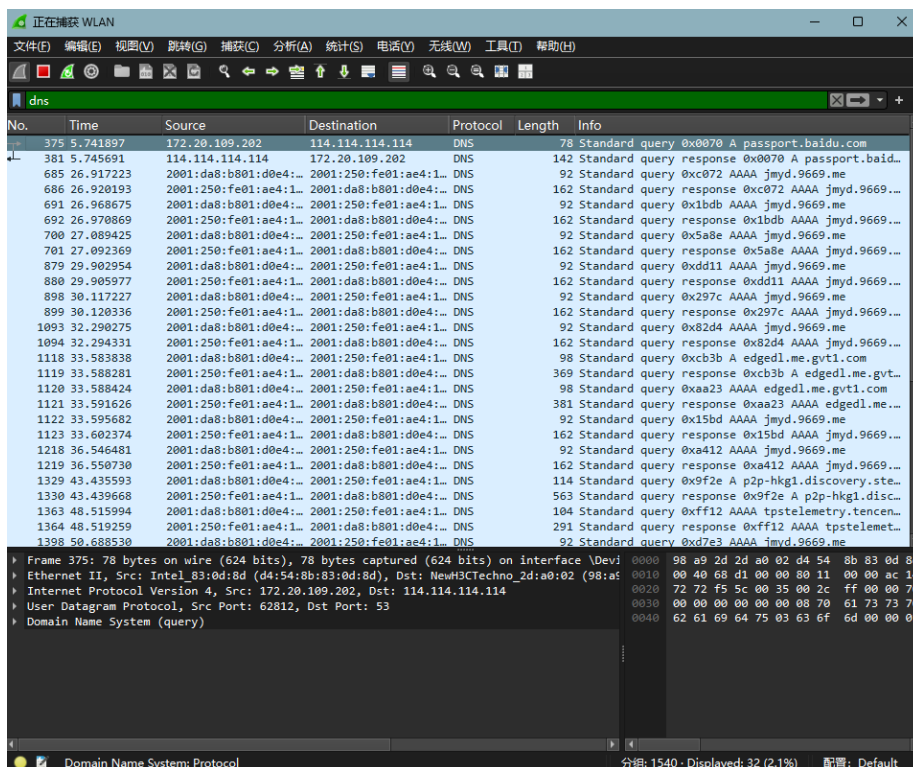 正在捕获 WLAN
文件(F) 编辑(E) 视图(V) 跳转(G) 捕获(C) 分析(A) 统计(S) 电话(Y) 无线(W) 工具(T) 帮助(H)
dns
No. Time Source Destination Protocol Length Info
375 5.741897 172.20.109.202 114.114.114.114 DNS 78 Standard query 0x0070 A passport.baidu.com
381 5.745691 114.114.114.114 172.20.109.202 DNS 142 Standard query response 0x0070 A passport.baid…
685 26.917223 2001:da8:b801:d0e4:… 2001:250:fe01:ae4:1… DNS 92 Standard query 0xc072 AAAA jmyd.9669.me
686 26.920193 2001:250:fe01:ae4:1… 2001:da8:b801:d0e4:… DNS 162 Standard query response 0xc072 AAAA jmyd.9669.…
691 26.968675 2001:da8:b801:d0e4:… 2001:250:fe01:ae4:1… DNS 92 Standard query 0x1bdb AAAA jmyd.9669.me
692 26.970869 2001:250:fe01:ae4:1… 2001:da8:b801:d0e4:… DNS 162 Standard query response 0x1bdb AAAA jmyd.9669.…
700 27.089425 2001:da8:b801:d0e4:… 2001:250:fe01:ae4:1… DNS 92 Standard query 0x5a8e AAAA jmyd.9669.me
701 27.092369 2001:250:fe01:ae4:1… 2001:da8:b801:d0e4:… DNS 162 Standard query response 0x5a8e AAAA jmyd.9669.…
879 29.902954 2001:da8:b801:d0e4:… 2001:250:fe01:ae4:1… DNS 92 Standard query 0xdd11 AAAA jmyd.9669.me
880 29.905977 2001:250:fe01:ae4:1… 2001:da8:b801:d0e4:… DNS 162 Standard query response 0xdd11 AAAA jmyd.9669.…
898 30.117227 2001:da8:b801:d0e4:… 2001:250:fe01:ae4:1… DNS 92 Standard query 0x297c AAAA jmyd.9669.me
899 30.120336 2001:250:fe01:ae4:1… 2001:da8:b801:d0e4:… DNS 162 Standard query response 0x297c AAAA jmyd.9669.…
1093 32.290275 2001:da8:b801:d0e4:… 2001:250:fe01:ae4:1… DNS 92 Standard query 0x82d4 AAAA jmyd.9669.me
1094 32.294331 2001:250:fe01:ae4:1… 2001:da8:b801:d0e4:… DNS 162 Standard query response 0x82d4 AAAA jmyd.9669.…
1118 33.583838 2001:da8:b801:d0e4:… 2001:250:fe01:ae4:1… DNS 98 Standard query 0xcb3b A edgedl.me.gvt1.com
1119 33.588281 2001:250:fe01:ae4:1… 2001:da8:b801:d0e4:… DNS 369 Standard query response 0xcb3b A edgedl.me.gvt…
1120 33.588424 2001:da8:b801:d0e4:… 2001:250:fe01:ae4:1… DNS 98 Standard query 0xaa23 AAAA edgedl.me.gvt1.com
1121 33.591626 2001:250:fe01:ae4:1… 2001:da8:b801:d0e4:… DNS 381 Standard query response 0xaa23 AAAA edgedl.me.…
1122 33.595682 2001:da8:b801:d0e4:… 2001:250:fe01:ae4:1… DNS 92 Standard query 0x15bd AAAA jmyd.9669.me
1123 33.602374 2001:250:fe01:ae4:1… 2001:da8:b801:d0e4:… DNS 162 Standard query response 0x15bd AAAA jmyd.9669.…
1218 36.546481 2001:da8:b801:d0e4:… 2001:250:fe01:ae4:1… DNS 92 Standard query 0xa412 AAAA jmyd.9669.me
1219 36.550730 2001:250:fe01:ae4:1… 2001:da8:b801:d0e4:… DNS 162 Standard query response 0xa412 AAAA jmyd.9669.…
1329 43.435593 2001:da8:b801:d0e4:… 2001:250:fe01:ae4:1… DNS 114 Standard query 0x9f2e A p2p-hkg1.discovery.ste…
1330 43.439668 2001:250:fe01:ae4:1… 2001:da8:b801:d0e4:… DNS 563 Standard query response 0x9f2e A p2p-hkg1.disc…
1363 48.515994 2001:da8:b801:d0e4:… 2001:250:fe01:ae4:1… DNS 104 Standard query 0xff12 AAAA tpstelemetry.tencen…
1364 48.519259 2001:250:fe01:ae4:1… 2001:da8:b801:d0e4:… DNS 291 Standard query response 0xff12 AAAA tpstelemet…
1398 50.688530 2001:da8:b801:d0e4:… 2001:250:fe01:ae4:1… DNS 92 Standard query 0xd7e3 AAAA jmyd.9669.me
Frame 375: 78 bytes on wire (624 bits), 78 bytes captured (624 bits) on interface \Devi
Ethernet II, Src: Intel_83:0d:8d (d4:54:8b:83:0d:8d), Dst: NewH3CTechno_2d:a0:02 (98:a9
Internet Protocol Version 4, Src: 172.20.109.202, Dst: 114.114.114.114
User Datagram Protocol, Src Port: 62812, Dst Port: 53
Domain Name System (query)
0000 98 a9 2d 2d a0 02 d4 54 8b 83 0d 8
0010 00 40 68 d1 00 00 80 11 00 00 ac 1
0020 72 72 f5 5c 00 35 00 2c ff 00 00 7
0030 00 00 00 00 00 00 08 70 61 73 73 7
0040 62 61 69 64 75 03 63 6f 6d 00 00 0
Domain Name System: Protocol 分组: 1540 · Displayed: 32 (2.1%) 配置: Default